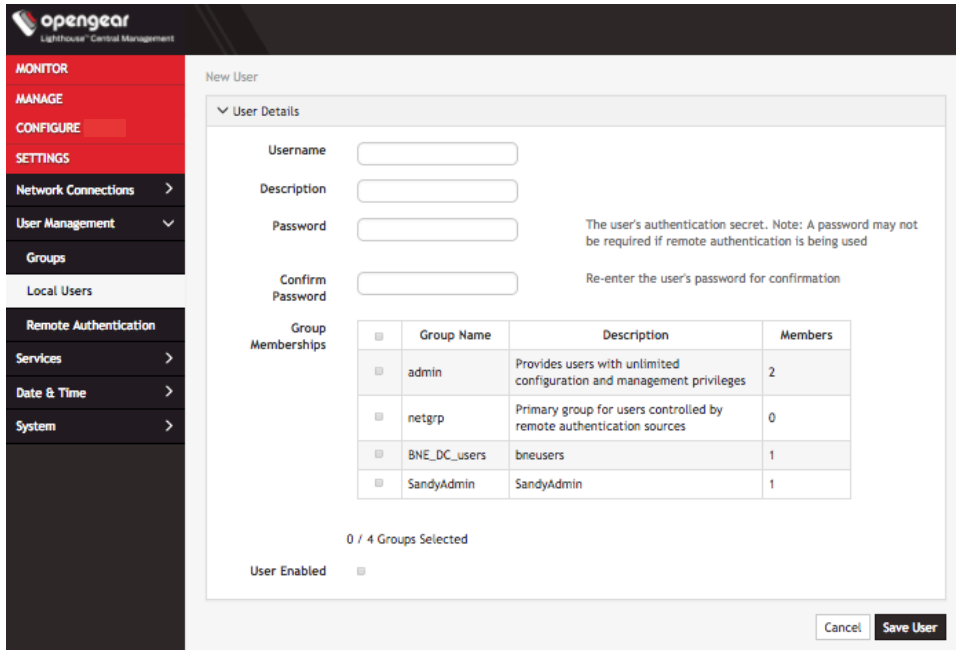 opengear
Lighthouse™ Central Management
MONITOR
MANAGE
CONFIGURE
SETTINGS
Network Connections
User Management
Groups
Local Users
Remote Authentication
Services
Date & Time
System
New User
User Details
Username
Description
Password
The user's authentication secret. Note: A password may not
be required if remote authentication is being used
Confirm
Password
Re-enter the user's password for confirmation
Group
Memberships
Group Name Description Members
admin Provides users with unlimited
configuration and management privileges 2
netgrp Primary group for users controlled by
remote authentication sources 0
BNE_DC_users bneusers 1
SandyAdmin SandyAdmin 1
0 / 4 Groups Selected
User Enabled
Cancel Save User